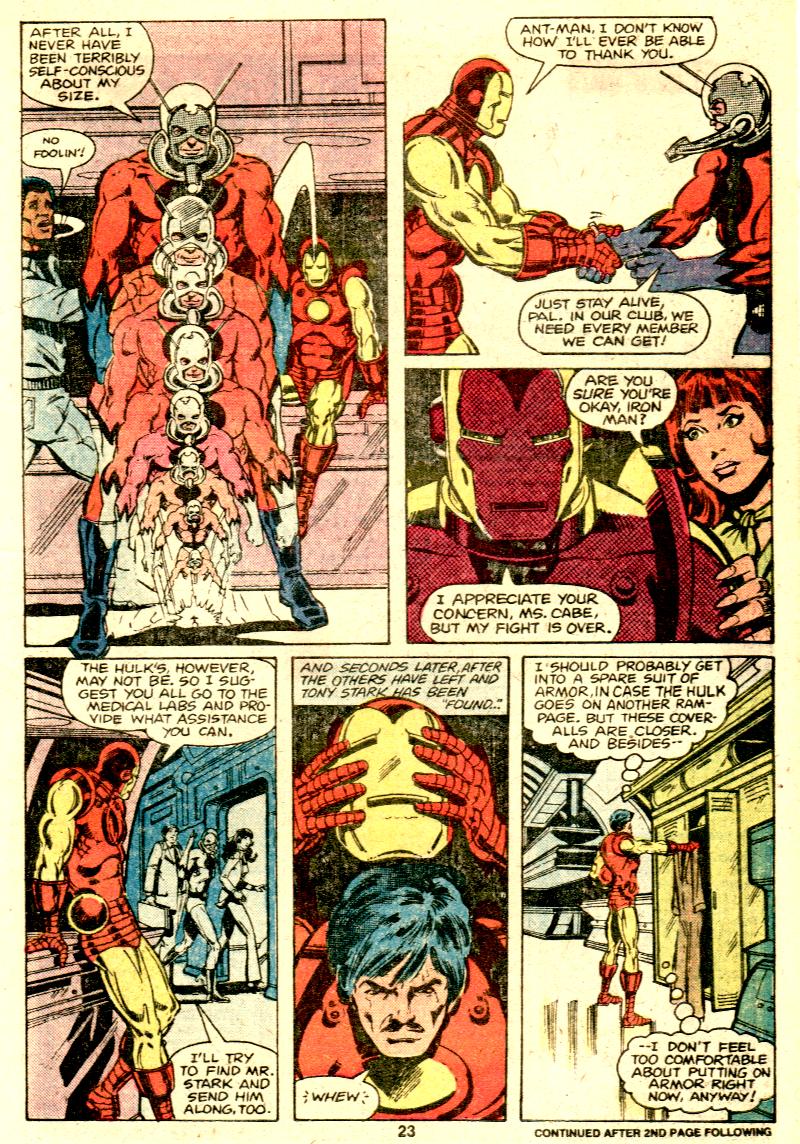 AFTER ALL, I
NEVER HAVE
BEEN TERRIBLY
SELF-CONSCIOUS
ABOUT MY
SIZE.
NO
FOOLIN'!
ANT-MAN, I DON'T KNOW
HOW I'LL EVER BE ABLE
TO THANK YOU.
JUST STAY ALIVE,
PAL. IN OUR CLUB, WE
NEED EVERY MEMBER
WE CAN GET!
ARE YOU
SURE YOU'RE
OKAY, IRON
MAN?
I APPRECIATE YOUR
CONCERN, MS. CABE,
BUT MY FIGHT IS OVER.
THE HULK'S, HOWEVER,
MAY NOT BE. SO I SUG-
GEST YOU ALL GO TO THE
MEDICAL LABS AND PRO-
VIDE WHAT ASSISTANCE
YOU CAN.
I'LL TRY
TO FIND MR.
STARK AND
SEND HIM
ALONG, TOO.
AND SECONDS LATER, AFTER
THE OTHERS HAVE LEFT AND
TONY STARK HAS BEEN
"FOUND..."
WHEW
I SHOULD PROBABLY GET
INTO A SPARE SUIT OF
ARMOR, IN CASE THE HULK
GOES ON ANOTHER RAM-
PAGE. BUT THESE COVER-
ALLS ARE CLOSER.
AND BESIDES--
--I DON'T FEEL
TOO COMFORTABLE
ABOUT PUTTING ON
ARMOR RIGHT
NOW, ANYWAY!
23
CONTINUED AFTER 2ND PAGE FOLLOWING